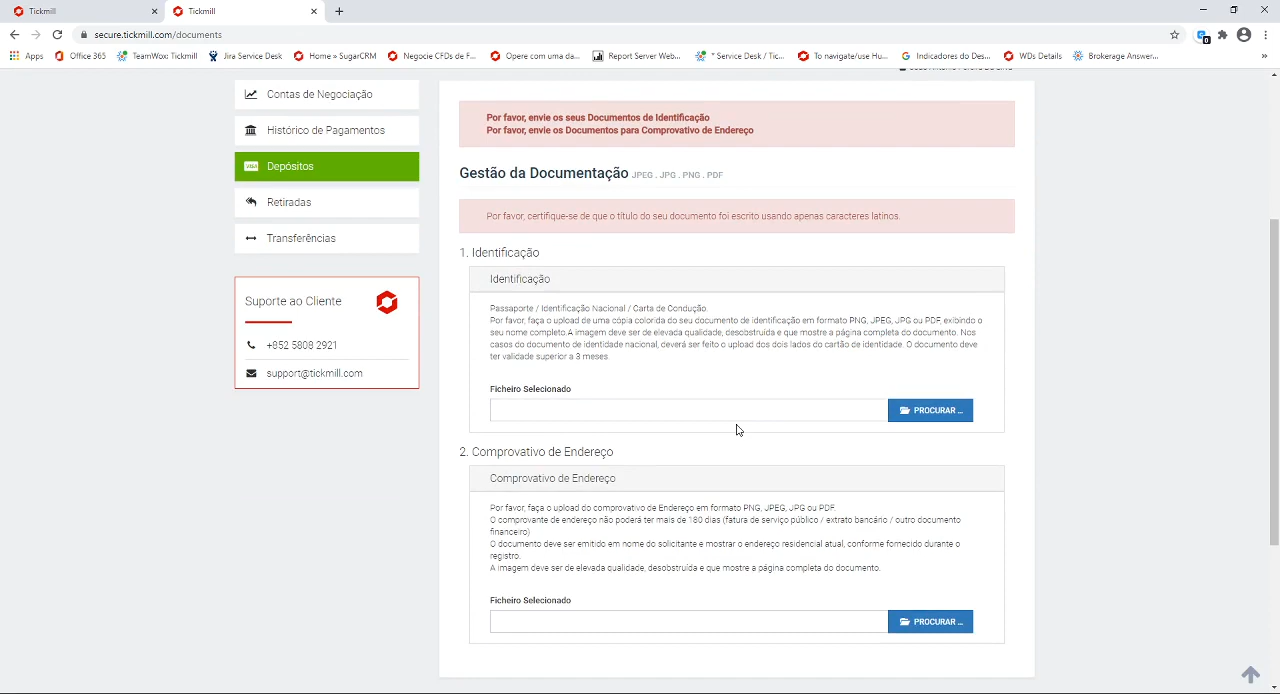 Tickmill
Tickmill
secure.tickmill.com/documents
Apps
Office 365
TeamWox: Tickmill
Jira Service Desk
Home » SugarCRM
Negocie CFDs de F...
Opere com uma da...
Report Server Web...
* Service Desk / Tic...
To navigate/use Hu...
Indicadores do Des...
WDs Details
Brokerage Answer...
»
Contas de Negociação
Histórico de Pagamentos
Depósitos
Retiradas
Transferências
Suporte ao Cliente
+852 5808 2921
support@tickmill.com
Por favor, envie os seus Documentos de Identificação
Por favor, envie os Documentos para Comprovativo de Endereço
Gestão da Documentação JPEG . JPG . PNG . PDF
Por favor, certifique-se de que o título do seu documento foi escrito usando apenas caracteres latinos.
1. Identificação
Identificação
Passaporte / Identificação Nacional / Carta de Condução.
Por favor, faça o upload de uma cópia colorida do seu documento de identificação em formato PNG, JPEG, JPG ou PDF, exibindo o
seu nome completo.A imagem deve ser de elevada qualidade, desobstruída e que mostre a página completa do documento. Nos
casos do documento de identidade nacional, deverá ser feito o upload dos dois lados do cartão de identidade. O documento deve
ter validade superior a 3 meses.
Ficheiro Selecionado
PROCURAR ...
2. Comprovativo de Endereço
Comprovativo de Endereço
Por favor, faça o upload do comprovativo de Endereço em formato PNG, JPEG, JPG ou PDF.
O comprovante de endereço não poderá ter mais de 180 dias (fatura de serviço público / extrato bancário / outro documento
financeiro)
O documento deve ser emitido em nome do solicitante e mostrar o endereço residencial atual, conforme fornecido durante o
registro.
A imagem deve ser de elevada qualidade, desobstruída e que mostre a página completa do documento.
Ficheiro Selecionado
PROCURAR ...